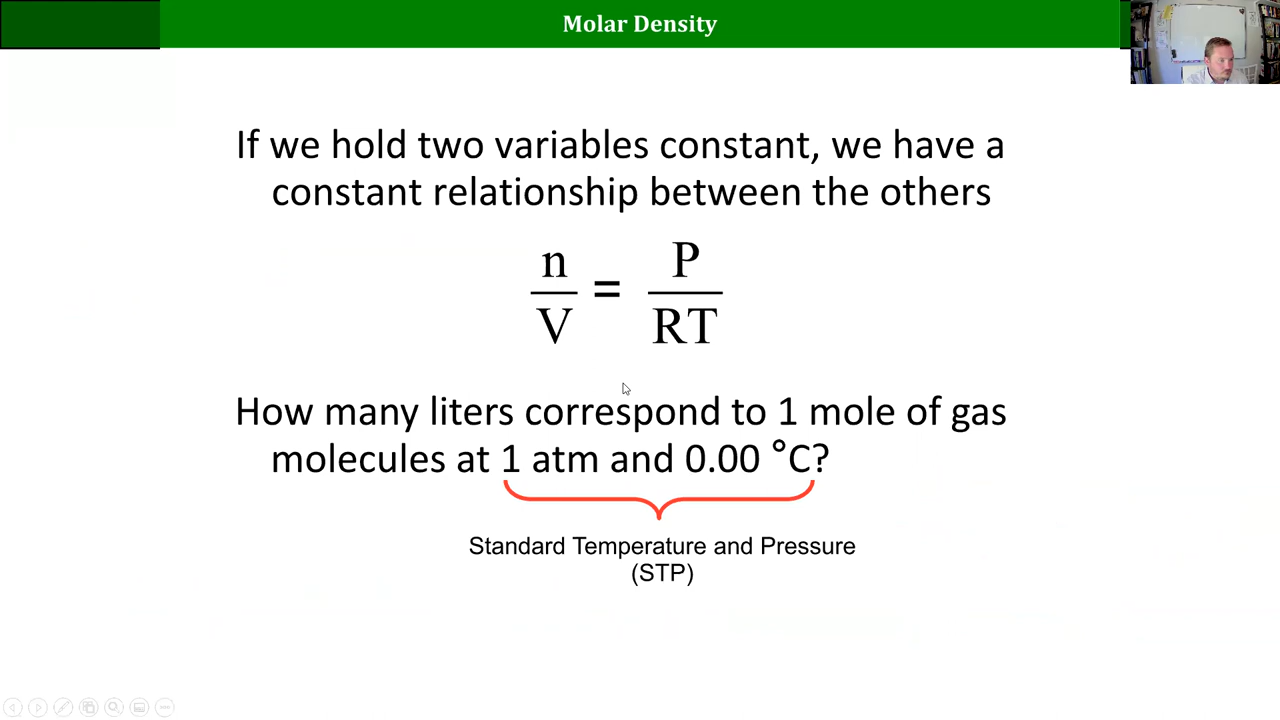 Molar Density
If we hold two variables constant, we have a
constant relationship between the others
n/V = P/RT
How many liters correspond to 1 mole of gas
molecules at 1 atm and 0.00 °C?
Standard Temperature and Pressure
(STP)